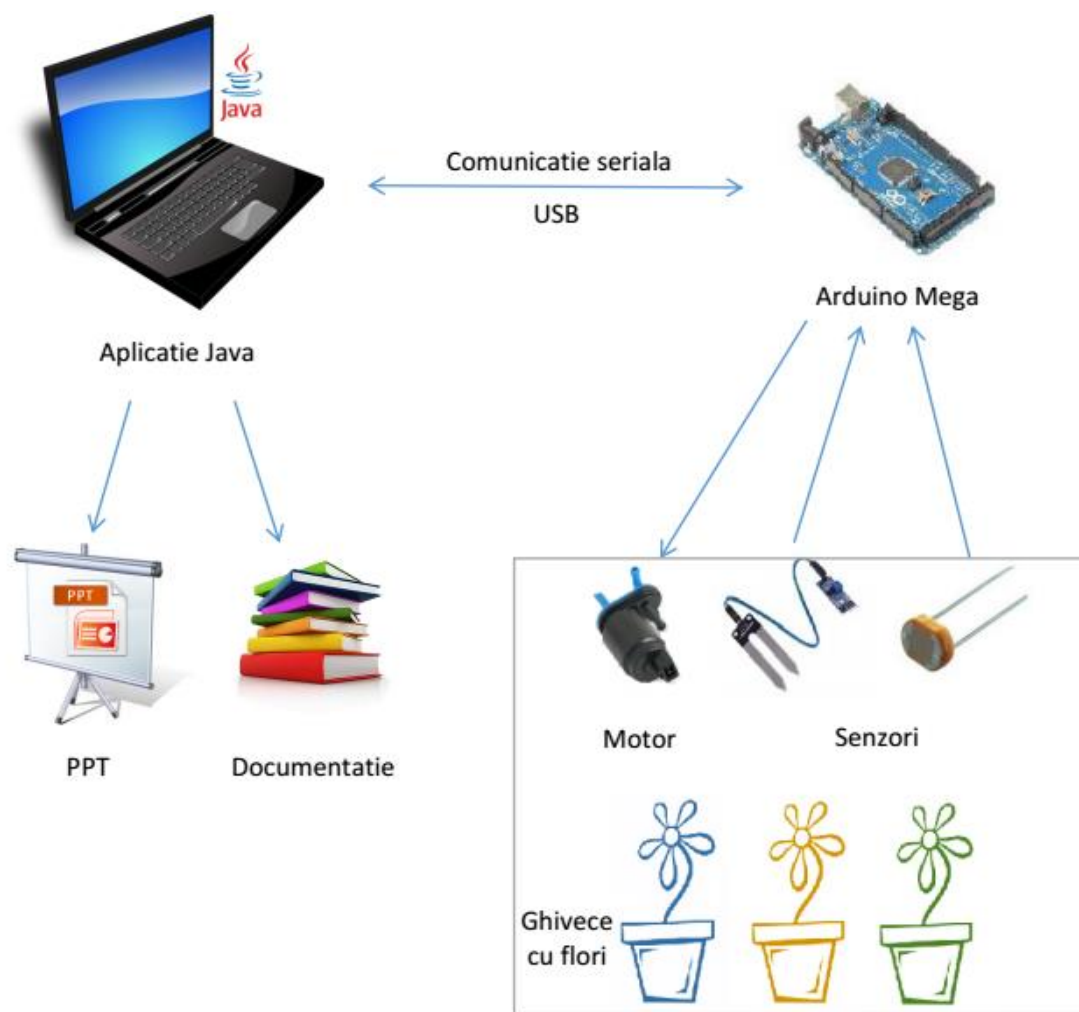 Java
Comunicatie seriala
USB
Arduino Mega
Aplicatie Java
PPT
PPT
Documentatie
Motor
Senzori
Ghivece
cu flori